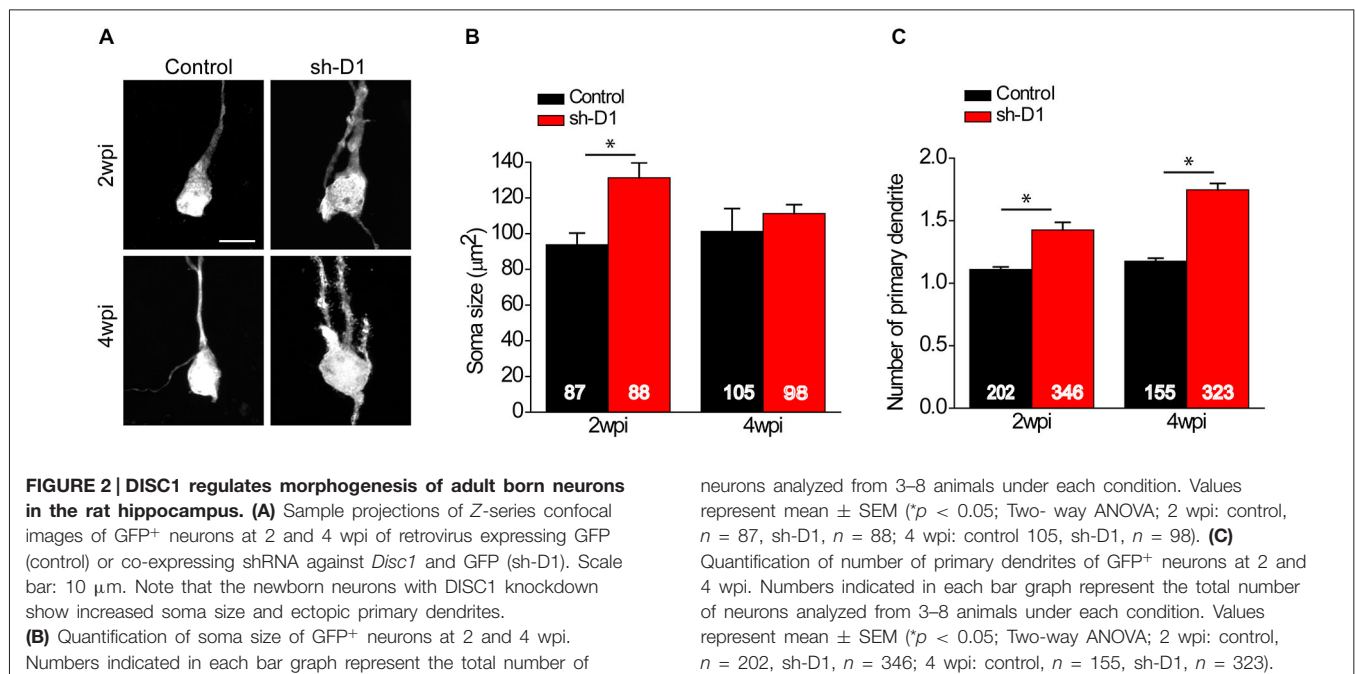 A
Control
sh-D1
2wpi
4wpi
B
Control
sh-D1
*
Soma size (μm²)
140
120
100
80
60
40
20
0
87
88
105
98
2wpi
4wpi
C
Control
sh-D1
*
*
Number of primary dendrite
2.0
1.5
1.0
0.5
0.0
202
346
155
323
2wpi
4wpi
FIGURE 2 | DISC1 regulates morphogenesis of adult born neurons
in the rat hippocampus. (A) Sample projections of Z-series confocal
images of GFP⁺ neurons at 2 and 4 wpi of retrovirus expressing GFP
(control) or co-expressing shRNA against Disc1 and GFP (sh-D1). Scale
bar: 10 μm. Note that the newborn neurons with DISC1 knockdown
show increased soma size and ectopic primary dendrites.
(B) Quantification of soma size of GFP⁺ neurons at 2 and 4 wpi.
Numbers indicated in each bar graph represent the total number of
neurons analyzed from 3–8 animals under each condition. Values
represent mean ± SEM (*p < 0.05; Two- way ANOVA; 2 wpi: control,
n = 87, sh-D1, n = 88; 4 wpi: control 105, sh-D1, n = 98). (C)
Quantification of number of primary dendrites of GFP⁺ neurons at 2 and
4 wpi. Numbers indicated in each bar graph represent the total number
of neurons analyzed from 3–8 animals under each condition. Values
represent mean ± SEM (*p < 0.05; Two-way ANOVA; 2 wpi: control,
n = 202, sh-D1, n = 346; 4 wpi: control, n = 155, sh-D1, n = 323).